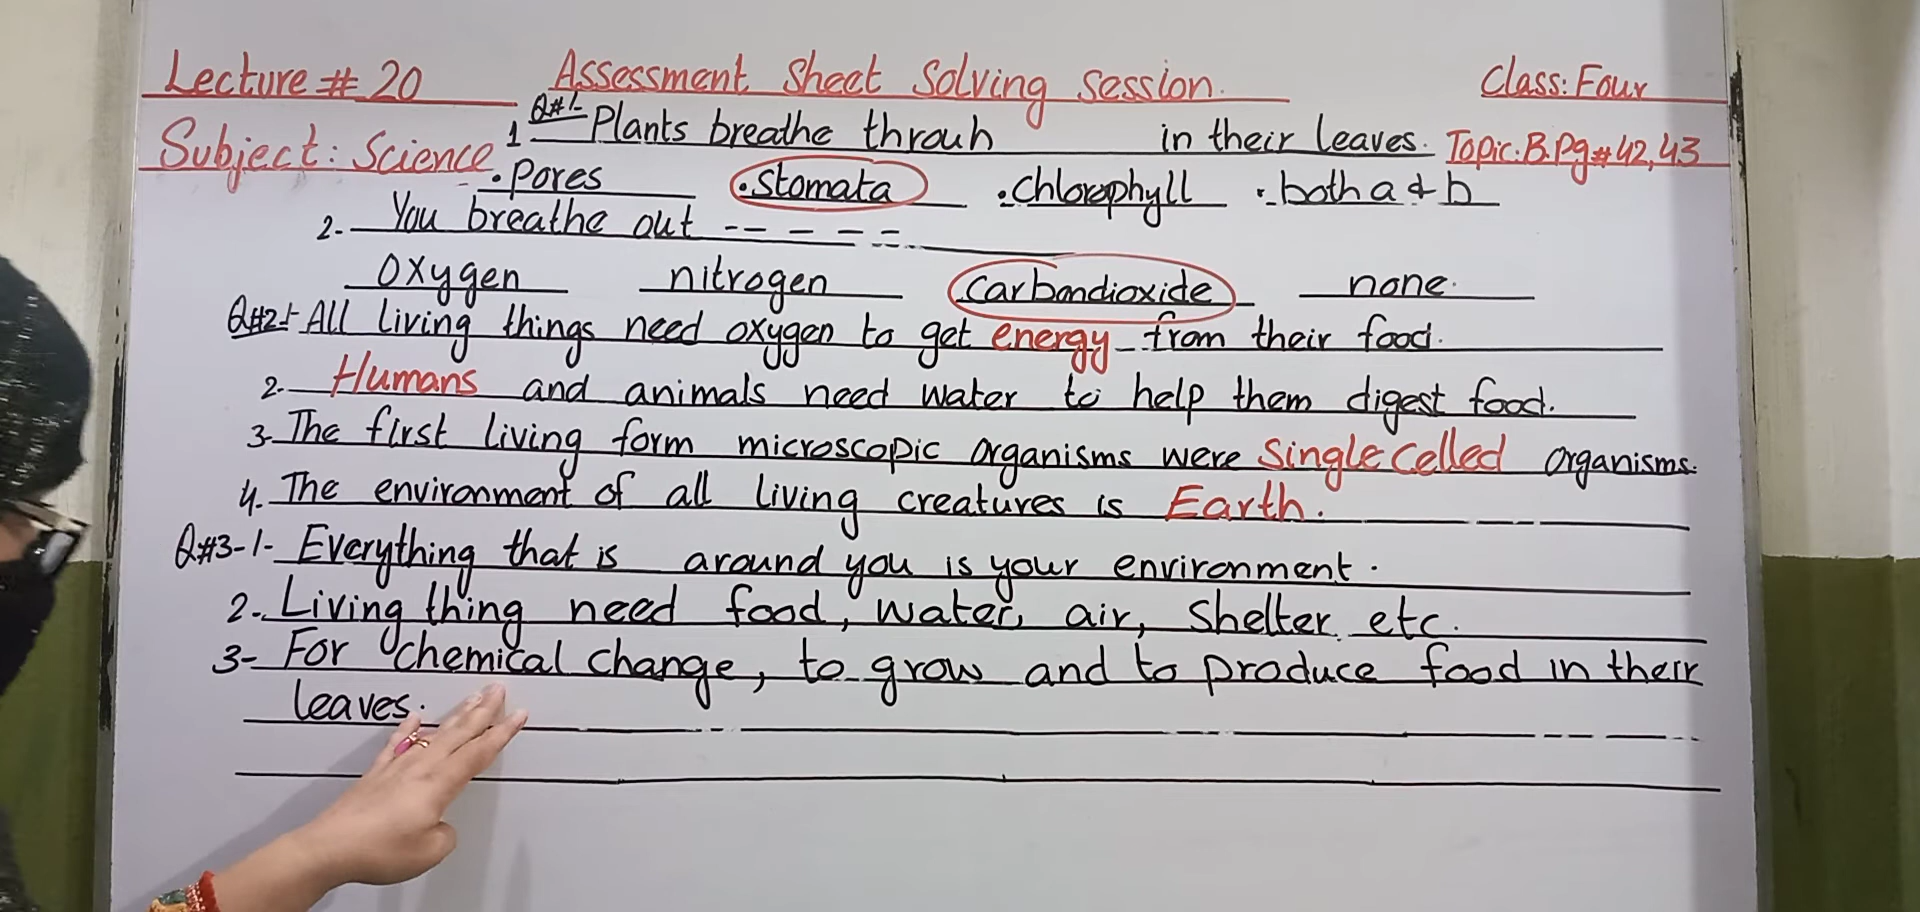 Lecture # 20 Assessment Sheet Solving Session. Class: Four
Subject: Science Topic. B. Pg # 42, 43
Q#1- 1 Plants breathe throuh in their leaves.
. Pores . Stomata . Chlorophyll . both a & b
2- You breathe out -- - - - =
oxygen nitrogen Carbondioxide none.
Q#2:- All living things need oxygen to get energy from their food.
2- Humans and animals need water to help them digest food.
3- The first living form microscopic organisms were Single Celled organisms.
4. The environment of all living creatures is Earth.
Q#3-1- Everything that is around you is your environment.
2- Living thing need food, water, air, Shelter etc.
3- For chemical change, to grow and to produce food in their
leaves.